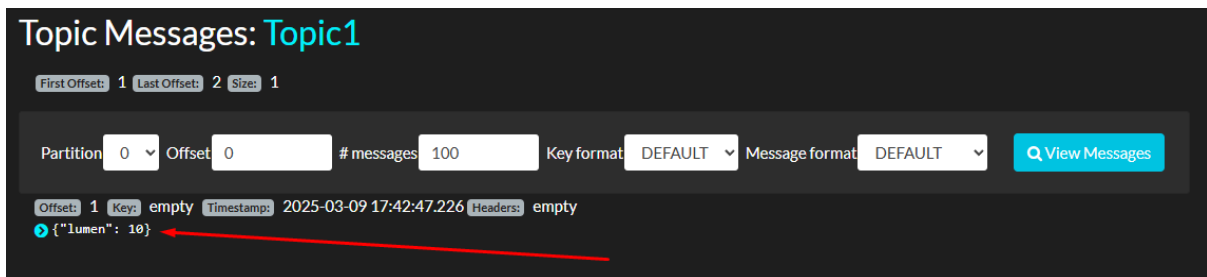 Topic Messages: Topic1
First Offset: 1 Last Offset: 2 Size: 1
Partition 0 Offset 0 # messages 100 Key format DEFAULT Message format DEFAULT View Messages
Offset: 1 Key: empty Timestamp: 2025-03-09 17:42:47.226 Headers: empty
{"lumen": 10}